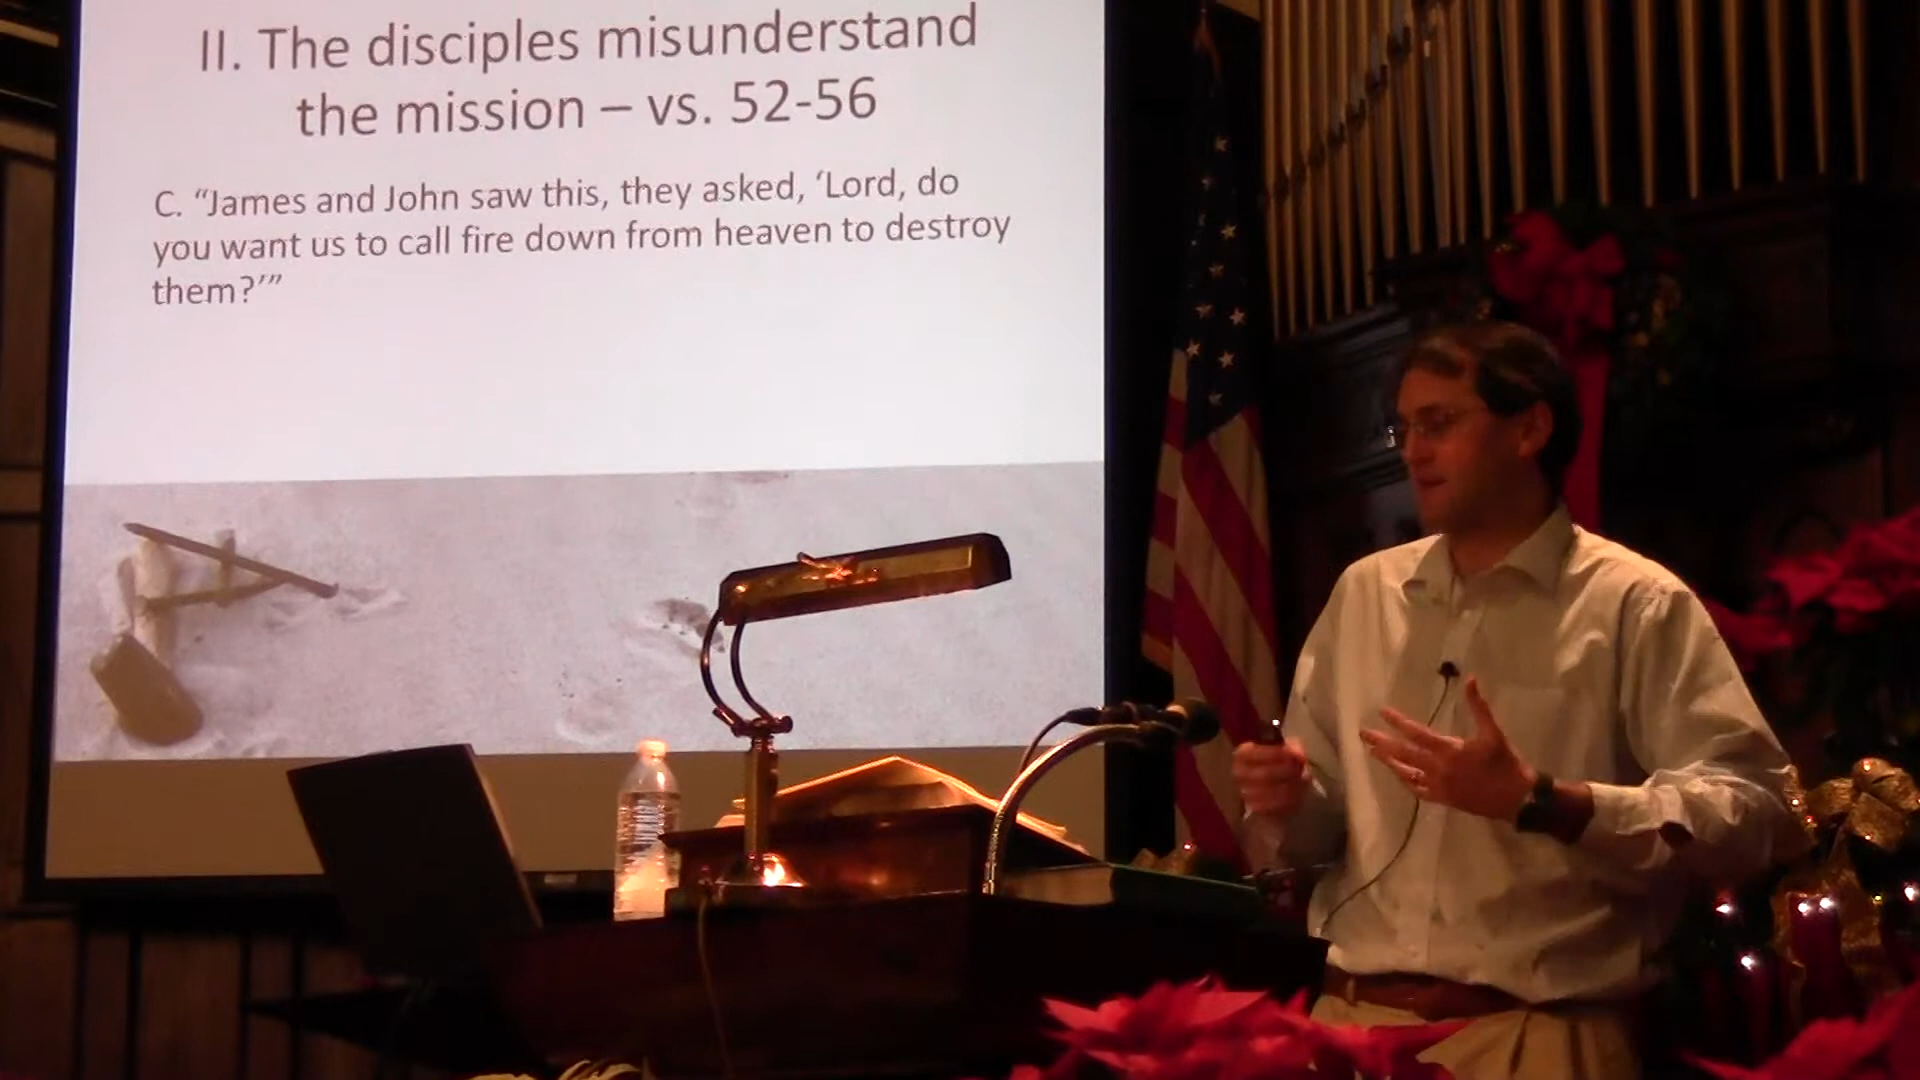 II. The disciples misunderstand
the mission – vs. 52-56
C. “James and John saw this, they asked, ‘Lord, do
you want us to call fire down from heaven to destroy
them?’”